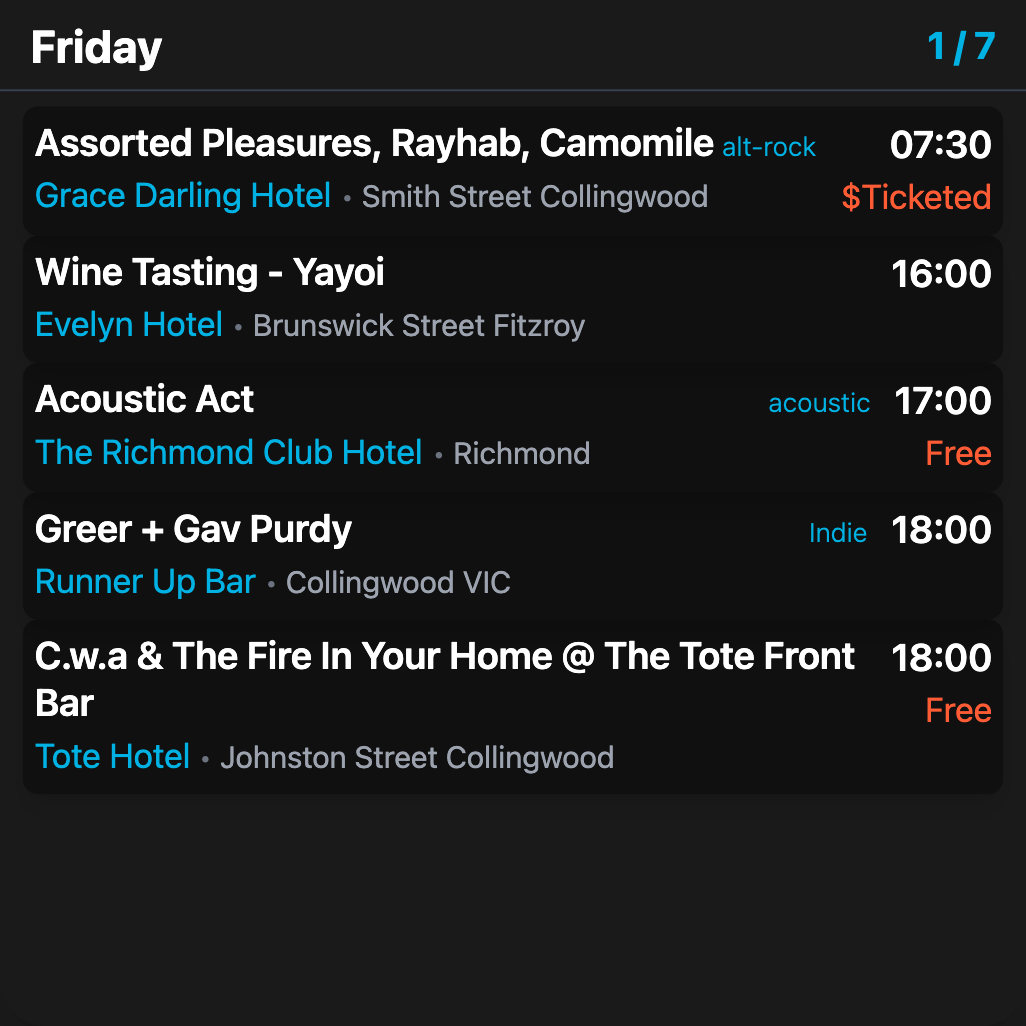 Friday 1 / 7
Assorted Pleasures, Rayhab, Camomile alt-rock 07:30
Grace Darling Hotel • Smith Street Collingwood $Ticketed
Wine Tasting - Yayoi 16:00
Evelyn Hotel • Brunswick Street Fitzroy
Acoustic Act acoustic 17:00
The Richmond Club Hotel • Richmond Free
Greer + Gav Purdy Indie 18:00
Runner Up Bar • Collingwood VIC
C.w.a & The Fire In Your Home @ The Tote Front 18:00
Bar Free
Tote Hotel • Johnston Street Collingwood